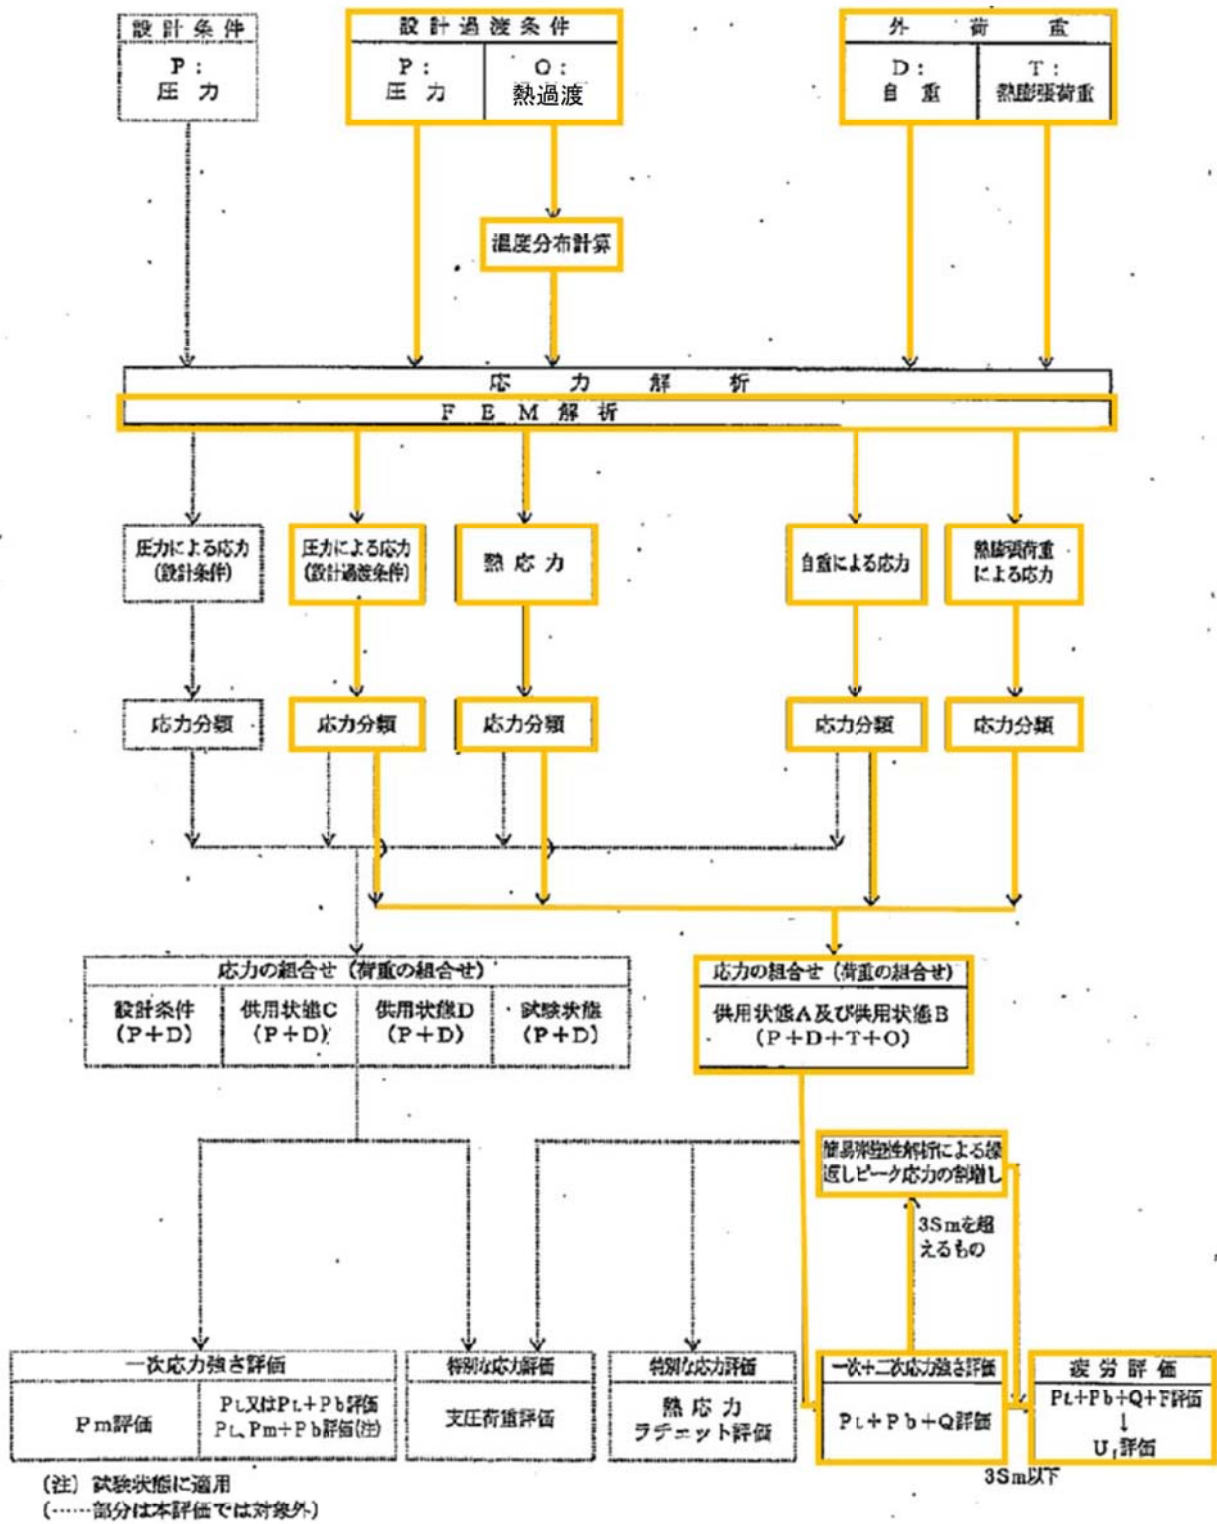 設計条件
P：
圧力
設計過渡条件
P：
圧力
O：
熱過渡
外荷重
D：
自重
T：
熱膨張荷重
温度分布計算
応力解析
FEM解析
圧力による応力
(設計条件)
圧力による応力
(設計過渡条件)
熱応力
自重による応力
熱膨張荷重
による応力
応力分類
応力分類
応力分類
応力分類
応力分類
応力の組合せ（荷重の組合せ）
設計条件
(P+D)
供用状態C
(P+D)
供用状態D
(P+D)
試験状態
(P+D)
応力の組合せ（荷重の組合せ）
供用状態A及び供用状態B
(P+D+T+O)
簡易弾塑性解析による繰
返しピーク応力の割増し
3Smを超
えるもの
一次応力強さ評価
Pm評価
PL又はPL+Pb評価
PL、Pm+Pb評価(注)
特別な応力評価
支圧荷重評価
特別な応力評価
熱応力
ラチェット評価
一次+二次応力強さ評価
PL+Pb+Q評価
疲労評価
PL+Pb+Q+F評価
↓
Uf評価
3Sm以下
(注) 試験状態に適用
(……部分は本評価では対象外)